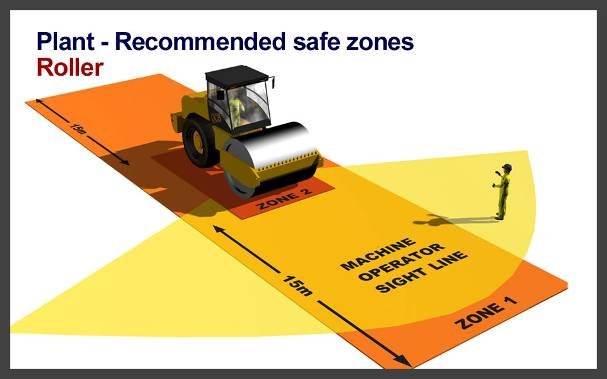 Plant - Recommended safe zones
Roller
15m
ZONE 2
15m
MACHINE
OPERATOR
SIGHT LINE
ZONE 1